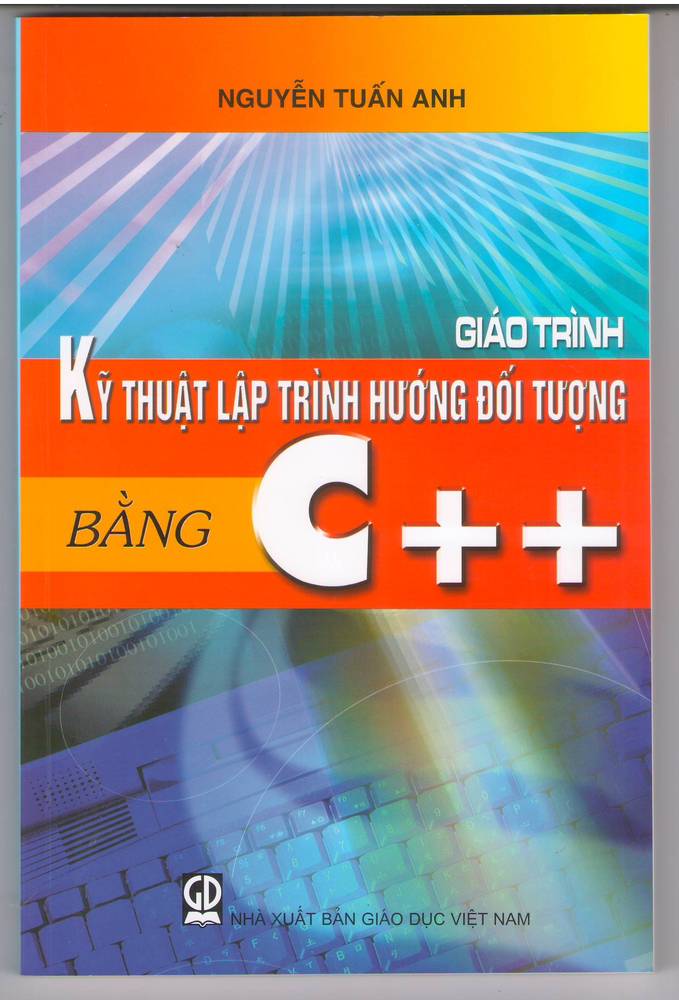 NGUYỄN TUẤN ANH
GIÁO TRÌNH
KỸ THUẬT LẬP TRÌNH HƯỚNG ĐỐI TƯỢNG
BẰNG C++
GD
NHÀ XUẤT BẢN GIÁO DỤC VIỆT NAM